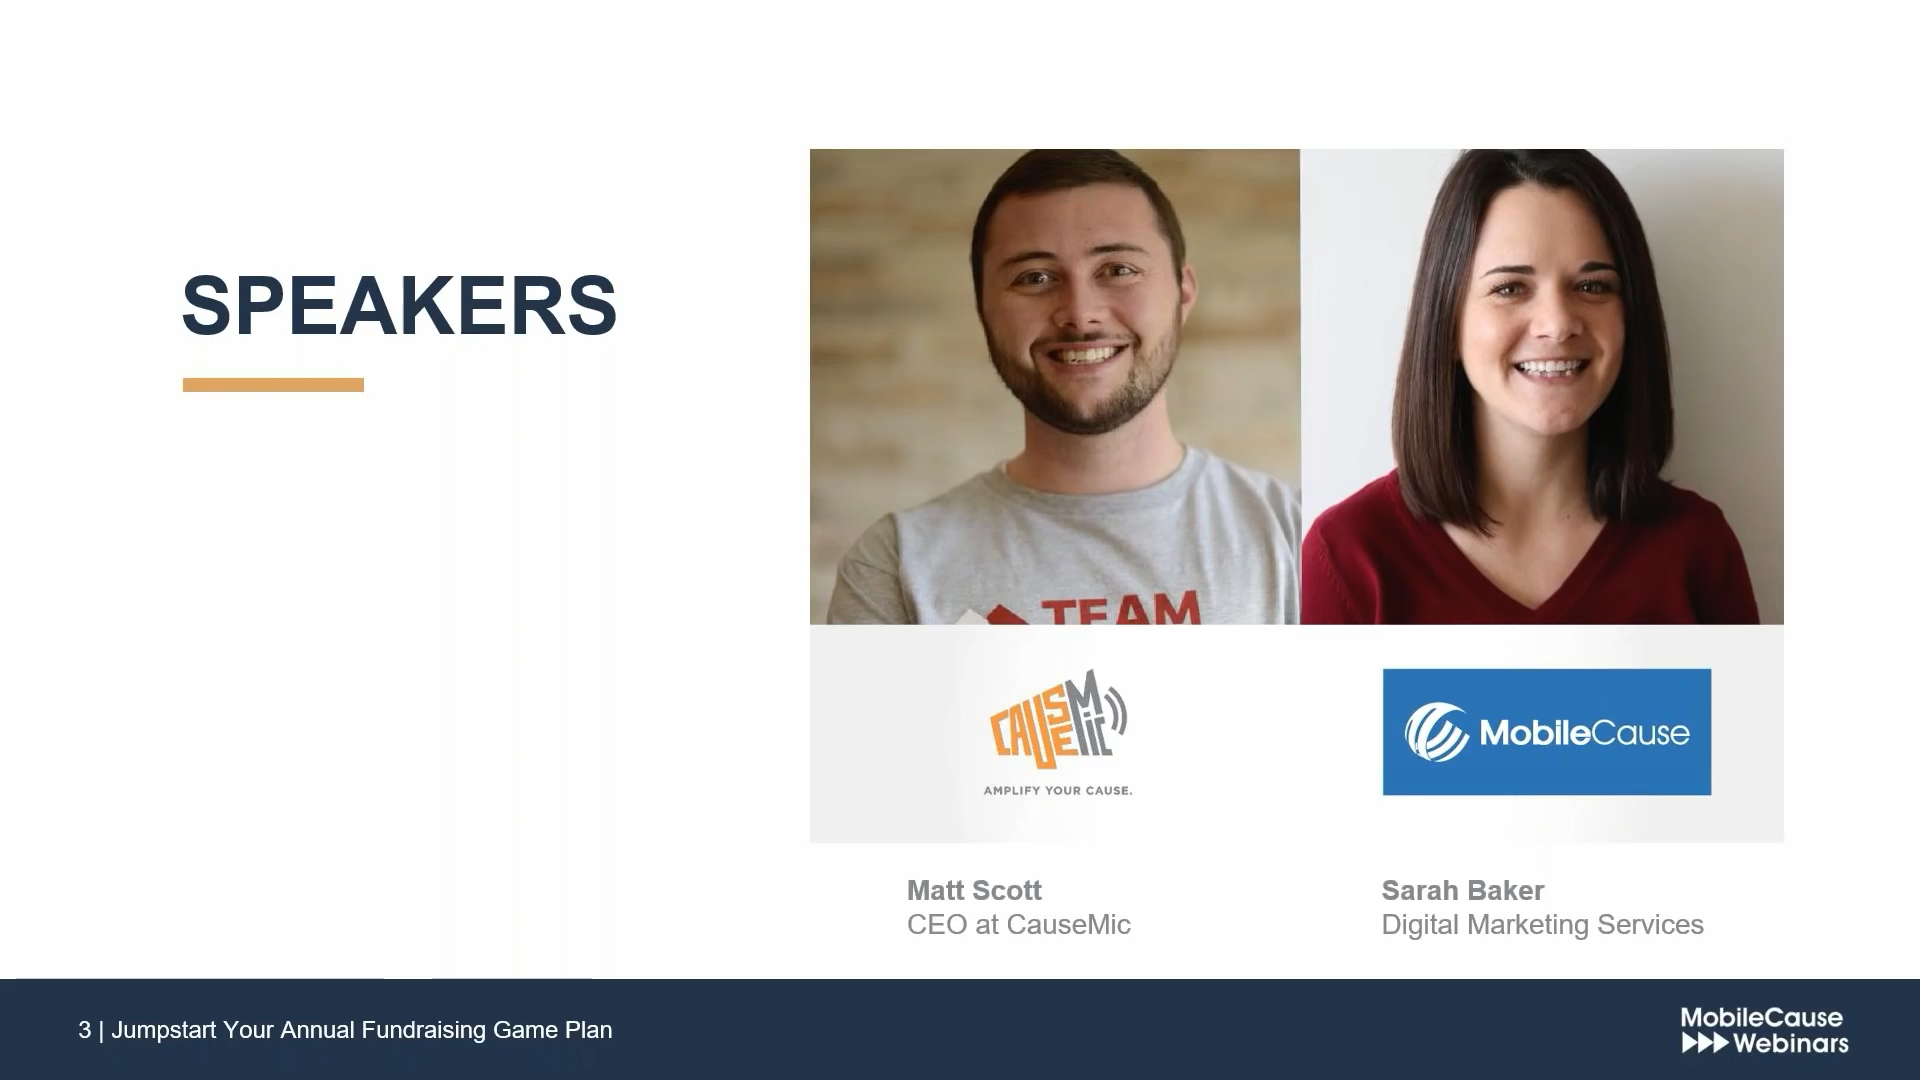 SPEAKERS
TEAM
CAUSEMic
AMPLIFY YOUR CAUSE.
MobileCause
Matt Scott
CEO at CauseMic
Sarah Baker
Digital Marketing Services
3 | Jumpstart Your Annual Fundraising Game Plan
MobileCause
Webinars